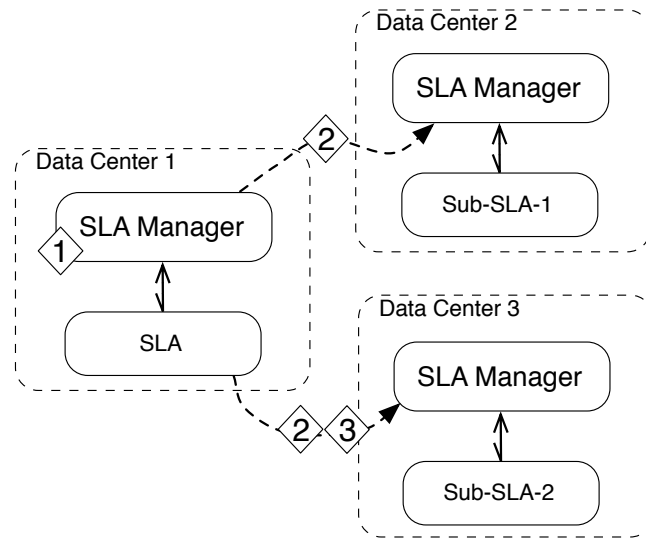 Data Center 2
SLA Manager
2
Sub-SLA-1
Data Center 1
SLA Manager
1
SLA
Data Center 3
SLA Manager
2
3
Sub-SLA-2